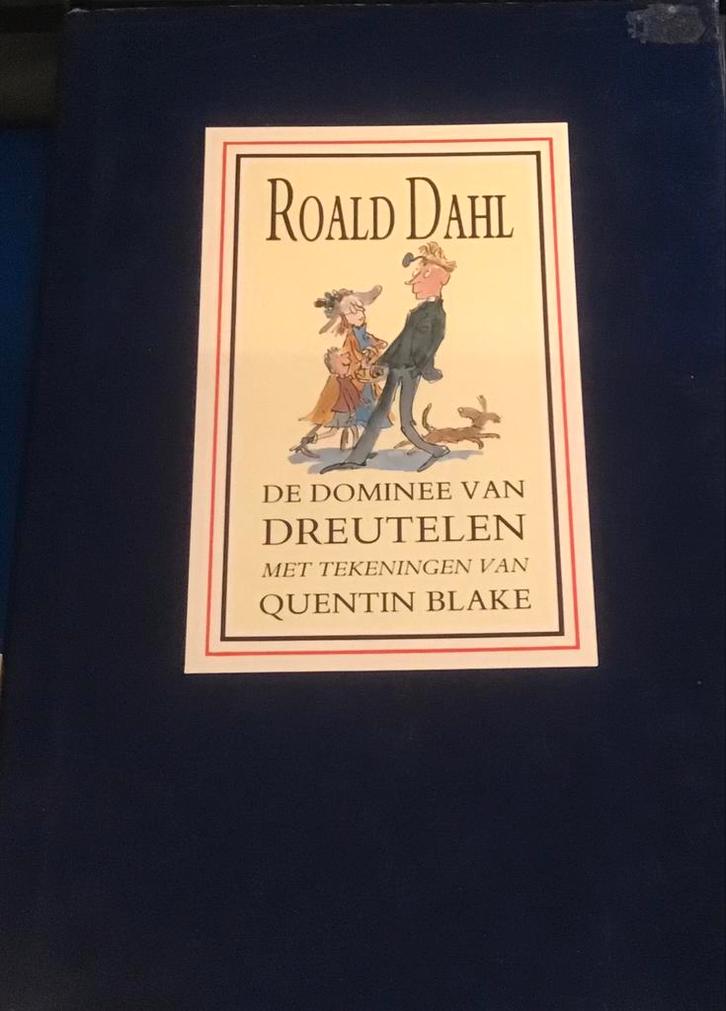 ROALD DAHL
DE DOMINEE VAN
DREUTELEN
MET TEKENINGEN VAN
QUENTIN BLAKE